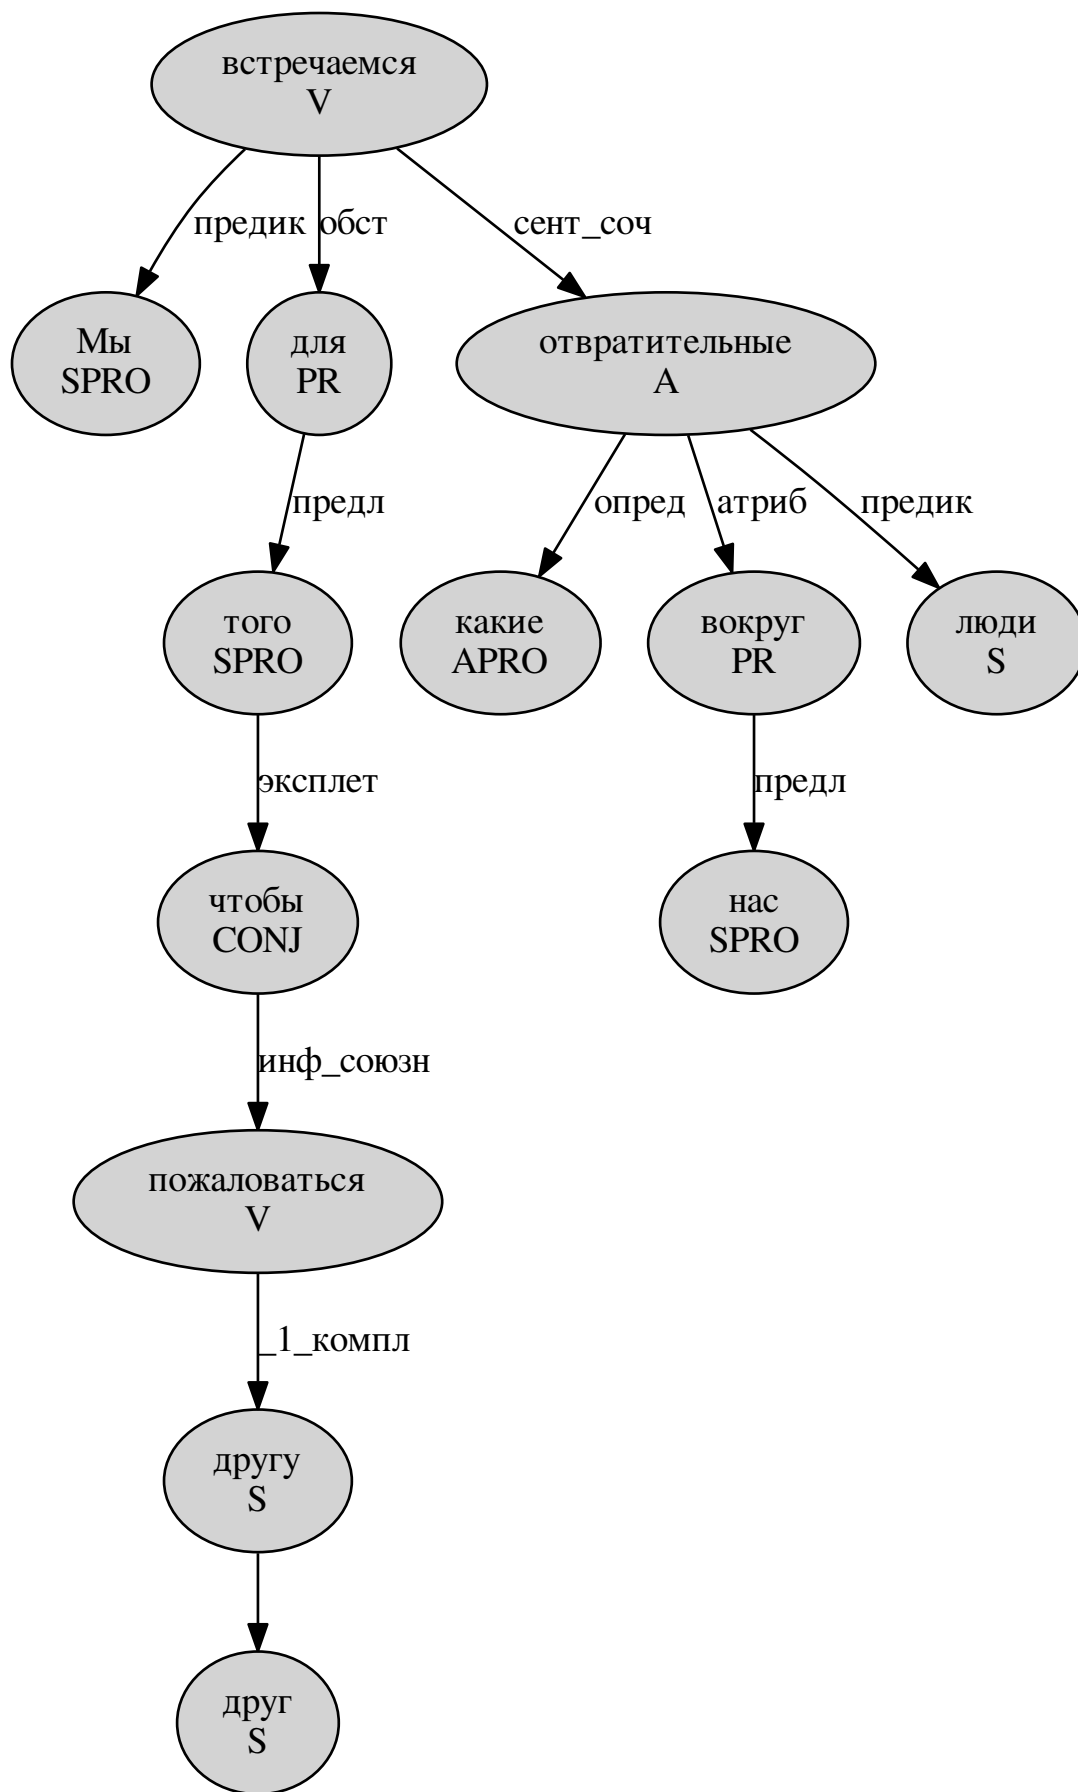 встречаемся
V
предик
обст
сент_соч
Мы
SPRO
для
PR
отвратительные
A
предл
опред
атриб
предик
того
SPRO
какие
APRO
вокруг
PR
люди
S
эксплет
предл
чтобы
CONJ
нас
SPRO
инф_союзн
пожаловаться
V
_1_компл
другу
S
друг
S